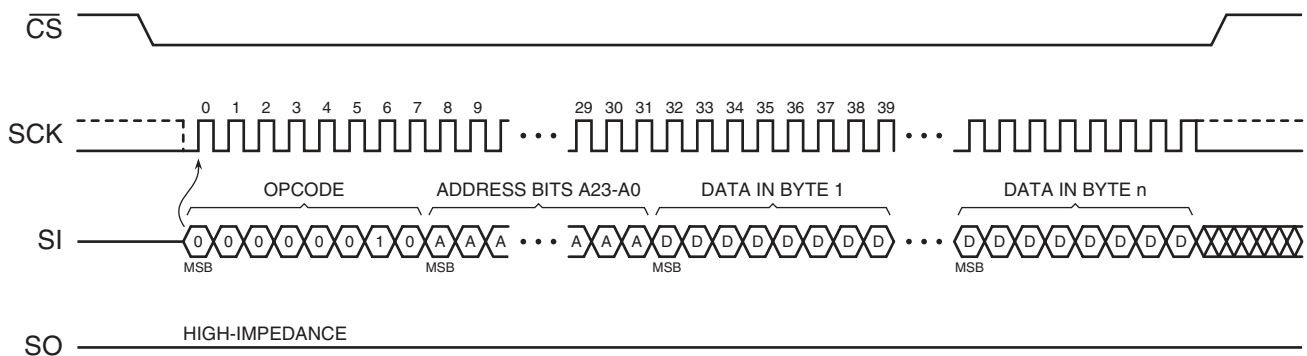 CS
0 1 2 3 4 5 6 7 8 9 29 30 31 32 33 34 35 36 37 38 39
SCK
OPCODE ADDRESS BITS A23-A0 DATA IN BYTE 1 DATA IN BYTE n
SI 0 0 0 0 0 0 1 0 A A A A A A D D D D D D D D D D D D D D D D
MSB MSB MSB MSB
HIGH-IMPEDANCE
SO